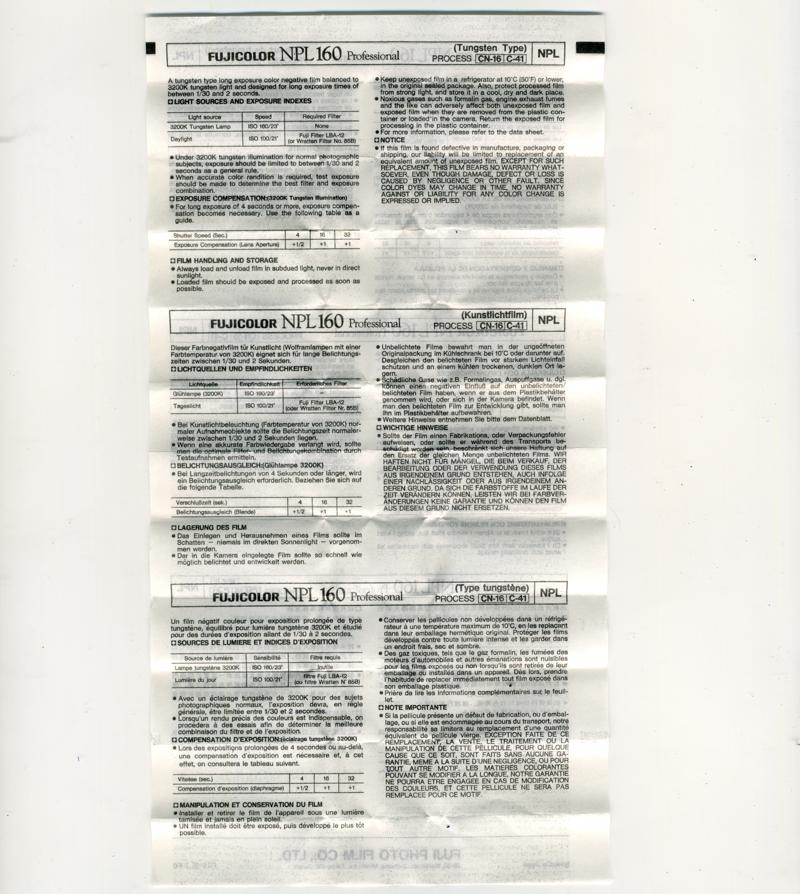 FUJICOLOR NPL 160 Professional (Tungsten Type) PROCESS CN-16 C-41 NPL
A tungsten type long exposure color negative film balanced to
3200K tungsten light and designed for long exposure times of
between 1/30 and 2 seconds.
LIGHT SOURCES AND EXPOSURE INDEXES
Light source Speed Required Filter
3200K Tungsten Lamp ISO 160/23° None
Daylight ISO 100/21° Fuji Filter LBA-12
(or Wratten Filter No. 85B)
● Under 3200K tungsten illumination for normal photographic
subjects, exposure should be limited to between 1/30 and 2
seconds as a general rule.
● When accurate color rendition is required, test exposure
should be made to determine the best filter and exposure
combination.
EXPOSURE COMPENSATION:(3200K Tungsten Illumination)
● For long exposure of 4 seconds or more, exposure compen-
sation becomes necessary. Use the following table as a
guide.
Shutter Speed (Sec.) 4 16 32
Exposure Compensation (Lens Aperture) +1/2 +1 +1
FILM HANDLING AND STORAGE
● Always load and unload film in subdued light, never in direct
sunlight.
● Loaded film should be exposed and processed as soon as
possible.
● Keep unexposed film in a refrigerator at 10°C (50°F) or lower,
in the original sealed package. Also, protect processed film
from strong light, and store it in a cool, dry and dark place.
● Noxious gases such as formalin gas, engine exhaust fumes
and the like can adversely affect both unexposed film and
exposed film when they are removed from the plastic con-
tainer or loaded in the camera. Return the exposed film for
processing in the plastic container.
● For more information, please refer to the data sheet.
NOTICE
● If this film is found defective in manufacture, packaging or
shipping, our liability will be limited to replacement of an
equivalent amount of unexposed film. EXCEPT FOR SUCH
REPLACEMENT, THIS FILM BEARS NO WARRANTY WHAT-
SOEVER, EVEN THOUGH DAMAGE, DEFECT OR LOSS IS
CAUSED BY NEGLIGENCE OR OTHER FAULT. SINCE
COLOR DYES MAY CHANGE IN TIME, NO WARRANTY
AGAINST OR LIABILITY FOR ANY COLOR CHANGE IS
EXPRESSED OR IMPLIED.
FUJICOLOR NPL 160 Professional (Kunstlichtfilm) PROCESS CN-16 C-41 NPL
Dieser Farbnegativfilm für Kunstlicht (Wolframlampen mit einer
Farbtemperatur von 3200K) eignet sich für lange Belichtungs-
zeiten zwischen 1/30 und 2 Sekunden.
LICHTQUELLEN UND EMPFINDLICHKEITEN
Lichtquelle Empfindlichkeit Erforderliches Filter
Glühlampe (3200K) ISO 160/23° –
Tageslicht ISO 100/21° Fuji Filter LBA-12
(oder Wratten Filter Nr. 85B)
● Bei Kunstlichtbeleuchtung (Farbtemperatur von 3200K) nor-
maler Aufnahmeobjekte sollte die Belichtungszeit normaler-
weise zwischen 1/30 und 2 Sekunden liegen.
● Wenn eine akkurate Farbwiedergabe verlangt wird, sollte
man die optimale Filter- und Belichtungskombination durch
Testaufnahmen ermitteln.
BELICHTUNGSAUSGLEICH:(Glühlampe 3200K)
● Bei Langzeitbelichtungen von 4 Sekunden oder länger, wird
ein Belichtungsausgleich erforderlich. Beziehen Sie sich auf
die folgende Tabelle.
Verschlußzeit (sek.) 4 16 32
Belichtungsausgleich (Blende) +1/2 +1 +1
LAGERUNG DES FILM
● Das Einlegen und Herausnehmen eines Films sollte im
Schatten – niemals im direkten Sonnenlicht – vorgenom-
men werden.
● Der in die Kamera eingelegte Film sollte so schnell wie
möglich belichtet und entwickelt werden.
● Unbelichtete Filme bewahrt man in der ungeöffneten
Originalpackung im Kühlschrank bei 10°C oder darunter auf.
Desgleichen den belichteten Film vor starkem Lichteinfall
schützen und an einem kühlen trockenen, dunklen Ort la-
gern.
● Schädliche Gase wie z.B. Formalingas, Auspuffgase u. dgl.
können einen negativen Einfluß auf den unbelichteten/
belichteten Film haben, wenn er aus dem Plastikbehälter
genommen wird, oder sich in der Kamera befindet. Wenn
man den belichteten Film zur Entwicklung gibt, sollte man
ihn im Plastikbehälter aufbewahren.
● Weitere Hinweise entnehmen Sie bitte dem Datenblatt.
WICHTIGE HINWEISE
● Sollte der Film einen Fabrikations, oder Verpackungsfehler
aufweisen, oder sollte er während des Transports be-
schädigt worden sein, beschränkt sich unsere Haftung auf
den Ersatz der gleichen Menge unbelichteten Films. WIR
HAFTEN NICHT FÜR MÄNGEL, DIE BEIM VERKAUF, DER
BEARBEITUNG ODER DER VERWENDUNG DIESES FILMS
AUS IRGENDEINEM GRUND ENTSTEHEN, AUCH INFOLGE
EINER NACHLÄSSIGKEIT ODER AUS IRGENDEINEM AN-
DEREN GRUND. DA SICH DIE FARBSTOFFE IM LAUFE DER
ZEIT VERÄNDERN KÖNNEN, LEISTEN WIR BEI FARBVER-
ÄNDERUNGEN KEINE GARANTIE UND KÖNNEN DEN FILM
AUS DIESEM GRUND NICHT ERSETZEN.
FUJICOLOR NPL 160 Professional (Type tungstène) PROCESS CN-16 C-41 NPL
Un film négatif couleur pour exposition prolongée de type
tungstène, équilibré pour lumière tungstène 3200K et étudié
pour des durées d'exposition allant de 1/30 à 2 secondes.
SOURCES DE LUMIERE ET INDICES D'EXPOSITION
Source de lumière Sensibilité Filtre requis
Lampe tungstène 3200K ISO 160/23° Inutile
Lumière du jour ISO 100/21° filtre Fuji LBA-12
(ou filtre Wratten N° 85B)
● Avec un éclairage tungstène de 3200K pour des sujets
photographiques normaux, l'exposition devra, en règle
générale, être limitée entre 1/30 et 2 secondes.
● Lorsqu'un rendu précis des couleurs est indispensable, on
procédera à des essais afin de déterminer la meilleure
combinaison du filtre et de l'exposition.
COMPENSATION D'EXPOSITION:(éclairage tungstène 3200K)
● Lors des expositions prolongées de 4 secondes ou au-delà,
une compensation d'exposition est nécessaire et, à cet
effet, on consultera le tableau suivant.
Vitesse (sec.) 4 16 32
Compensation d'exposition (diaphragme) +1/2 +1 +1
MANIPULATION ET CONSERVATION DU FILM
● Installer et retirer le film de l'appareil sous une lumière
tamisée et jamais en plein soleil.
● UN film installé doit être exposé, puis développé le plus tôt
possible.
● Conserver les pellicules non développées dans un réfrigé-
rateur à une temperature maximum de 10°C, en les replaçant
dans leur emballage hermétique original. Protéger les films
développés contre toute lumière intense et les garder dans
un endroit frais, sec et sombre.
● Des gaz toxiques, tels que le gaz formalin, les fumées des
moteurs d'automobiles et autres émanations sont nuisibles
pour les films exposés ou non lorsqu'ils sont retirés de leur
emballage ou installés dans un appareil. Dès lors, prendre
l'habitude de replacer immédiatement tout film exposé dans
son emballage plastique.
● Prière de lire les informations complémentaires sur le feuil-
let.
NOTE IMPORTANTE
● Si la pellicule présente un défaut de fabrication, ou d'embal-
lage, ou si elle est endommagée au cours du transport, notre
responsabilité se limitera au remplacement d'une quantité
équivalent de pellicule vierge. EXCEPTION FAITE DE CE
REMPLACEMENT, LA VENTE, LE TRAITEMENT OU LA
MANIPULATION DE CETTE PELLICULE, POUR QUELQUE
CAUSE QUE CE SOIT, SONT FAITS SANS AUCUNE GA-
RANTIE, MEME A LA SUITE D'UNE NEGLIGENCE, OU POUR
TOUT AUTRE MOTIF. LES MATIERES COLORANTES
POUVANT SE MODIFIER A LA LONGUE, NOTRE GARANTIE
NE POURRA ETRE ENGAGEE EN CAS DE MODIFICATION
DES COULEURS, ET CETTE PELLICULE NE SERA PAS
REMPLACEE POUR CE MOTIF.
FUJI PHOTO FILM CO., LTD.